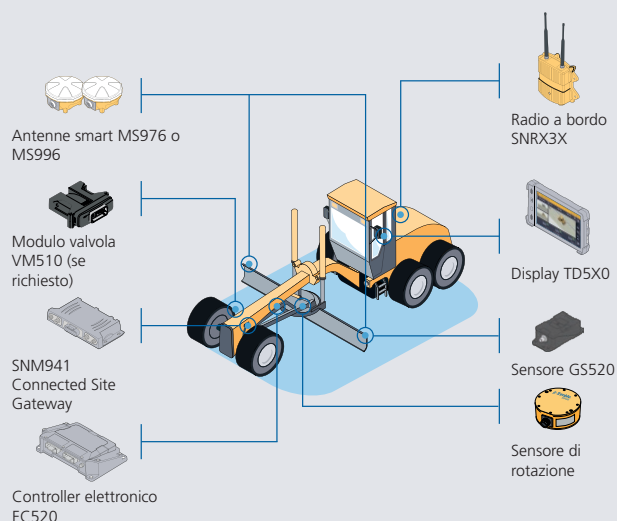 Antenne smart MS976 o
MS996
Modulo valvola
VM510 (se
richiesto)
SNM941
Connected Site
Gateway
Controller elettronico
EC520
Radio a bordo
SNRX3X
Display TD5X0
Sensore GS520
Sensore di
rotazione